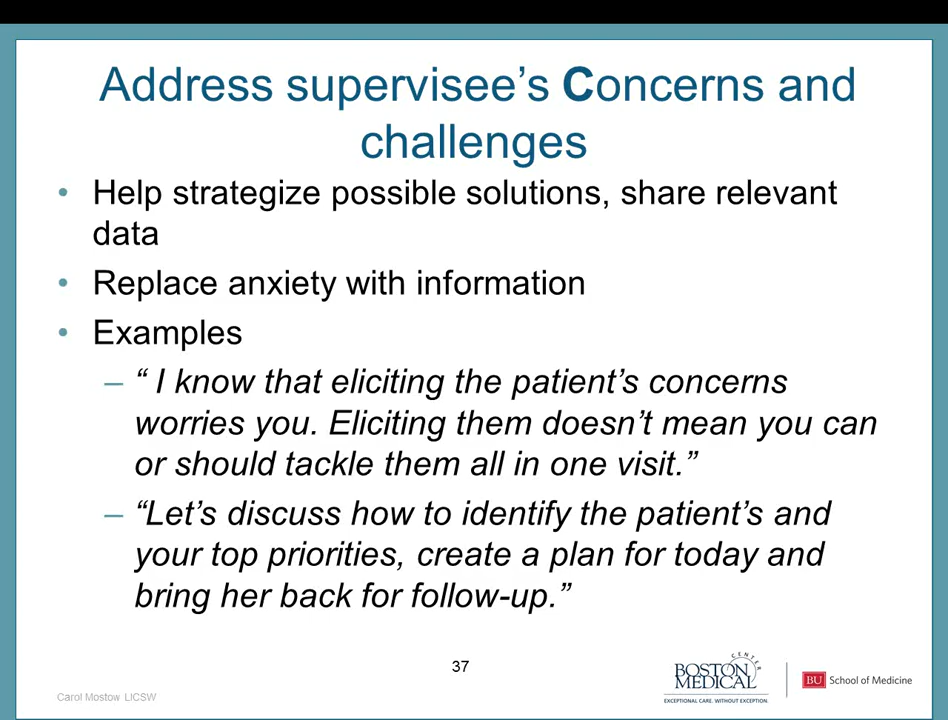 Address supervisee’s Concerns and
challenges
• Help strategize possible solutions, share relevant
data
• Replace anxiety with information
• Examples
– “ I know that eliciting the patient’s concerns
worries you. Eliciting them doesn’t mean you can
or should tackle them all in one visit.”
– “Let’s discuss how to identify the patient’s and
your top priorities, create a plan for today and
bring her back for follow-up.”
37
Carol Mostow LICSW
BOSTON
MEDICAL
CENTER
EXCEPTIONAL CARE. WITHOUT EXCEPTION.
BU School of Medicine